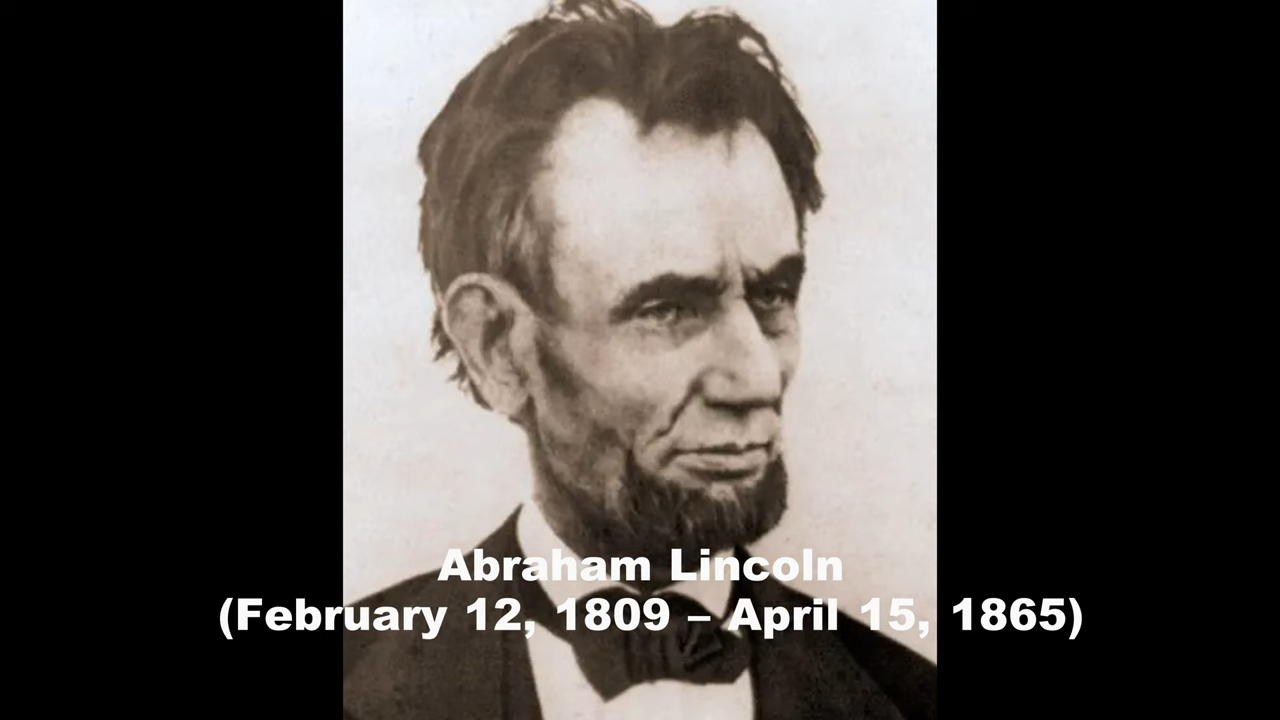 Abraham Lincoln
(February 12, 1809 – April 15, 1865)